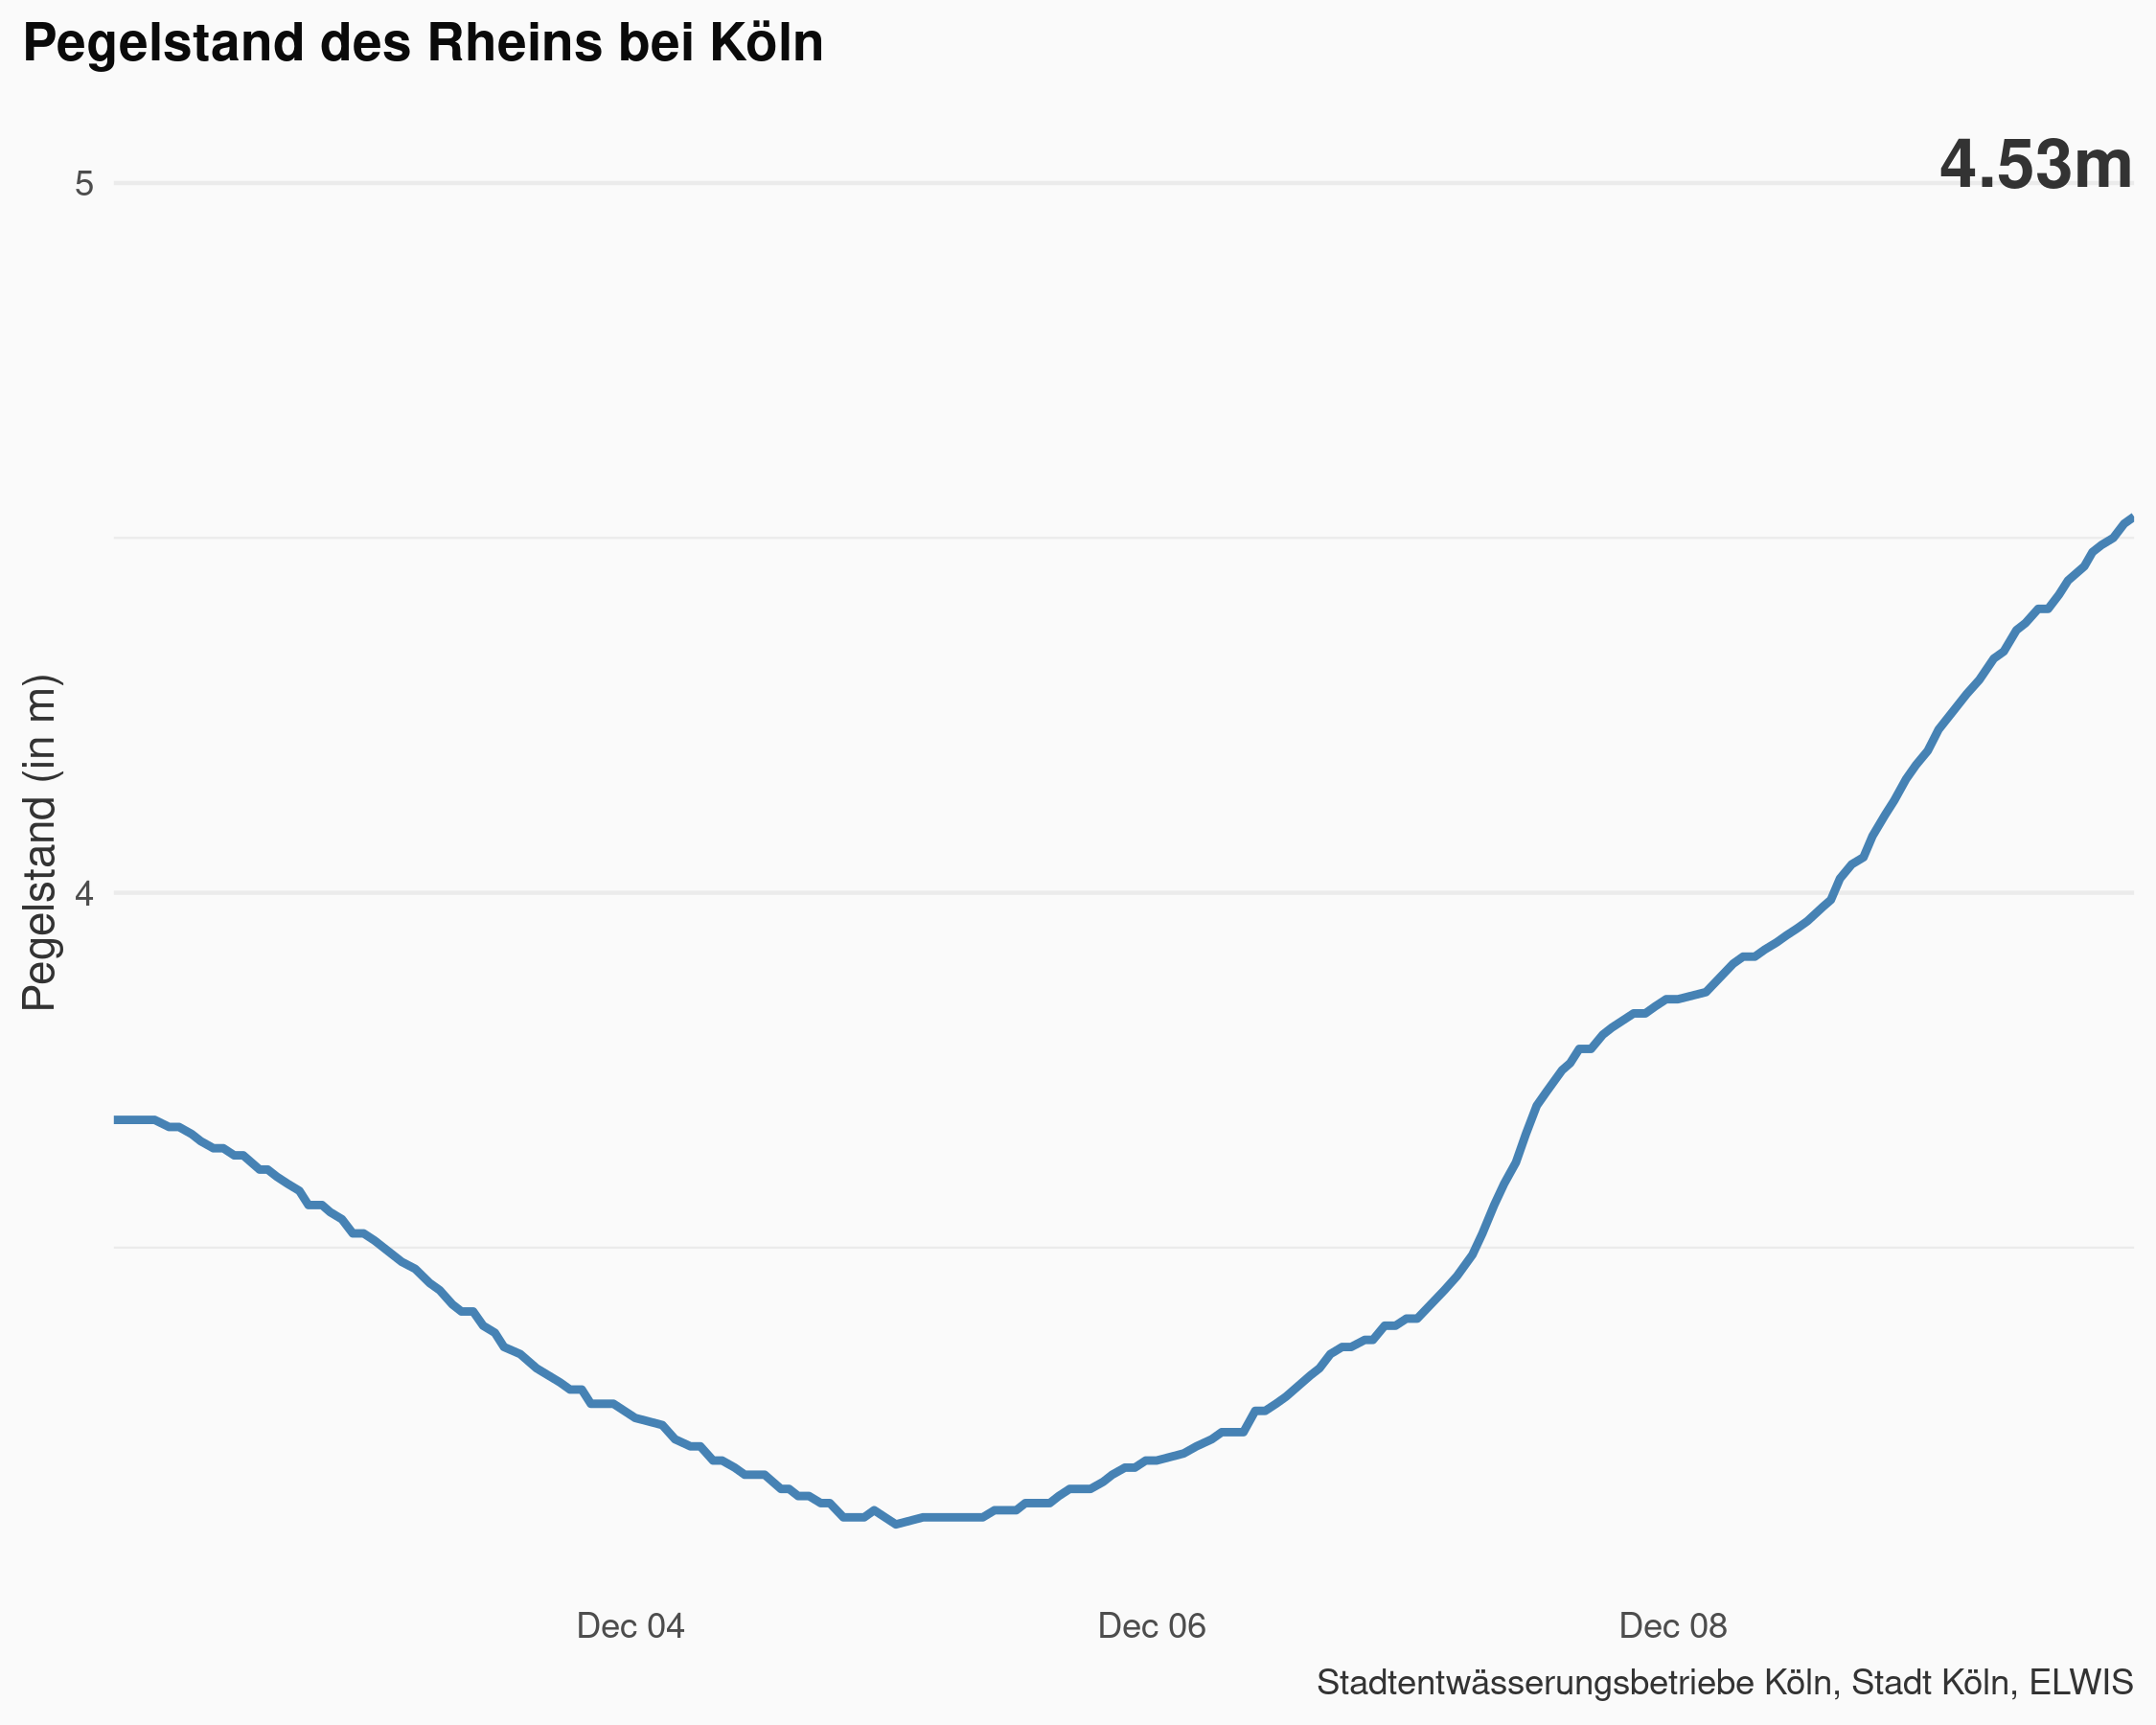 Pegelstand des Rheins bei Köln
4.53m
5
4
Pegelstand (in m)
Dec 04
Dec 06
Dec 08
Stadtentwässerungsbetriebe Köln, Stadt Köln, ELWIS